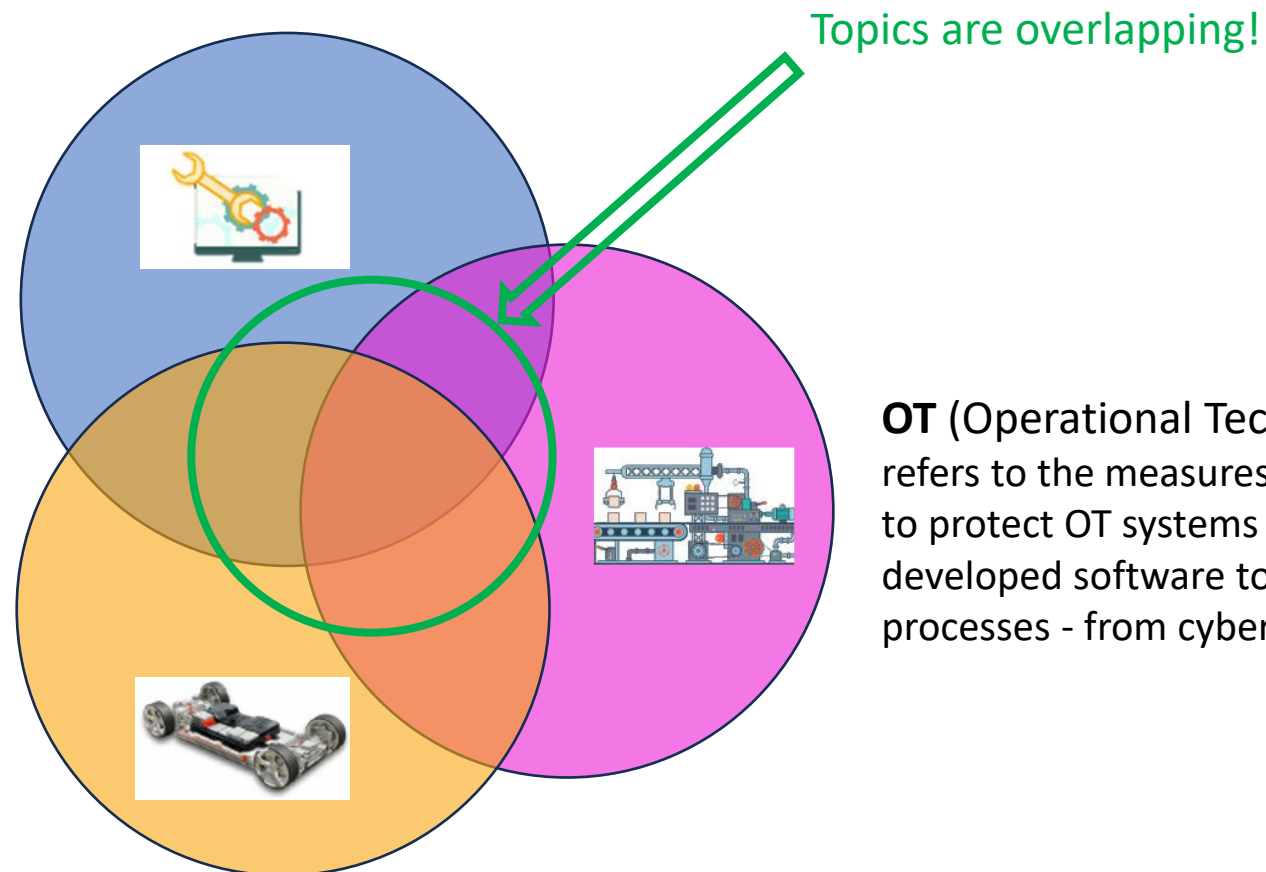 Topics are overlapping!
OT (Operational Tec
refers to the measures
to protect OT systems
developed software to
processes - from cyber